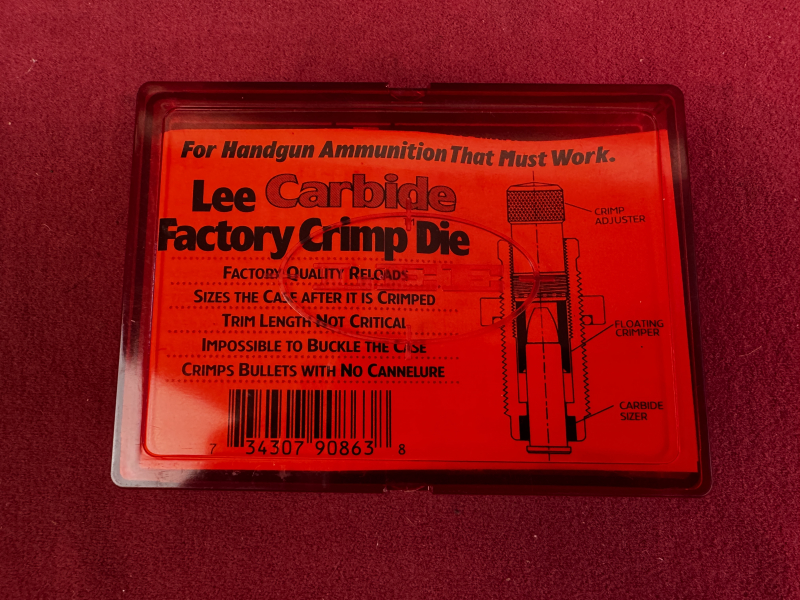 For Handgun Ammunition That Must Work.
Lee Carbide
Factory Crimp Die
FACTORY QUALITY RELOADS
SIZES THE CASE AFTER IT IS CRIMPED
TRIM LENGTH NOT CRITICAL
IMPOSSIBLE TO BUCKLE THE CASE
CRIMPS BULLETS WITH NO CANNELURE
7 34307 90863 8
CRIMP
ADJUSTER
FLOATING
CRIMPER
CARBIDE
SIZER